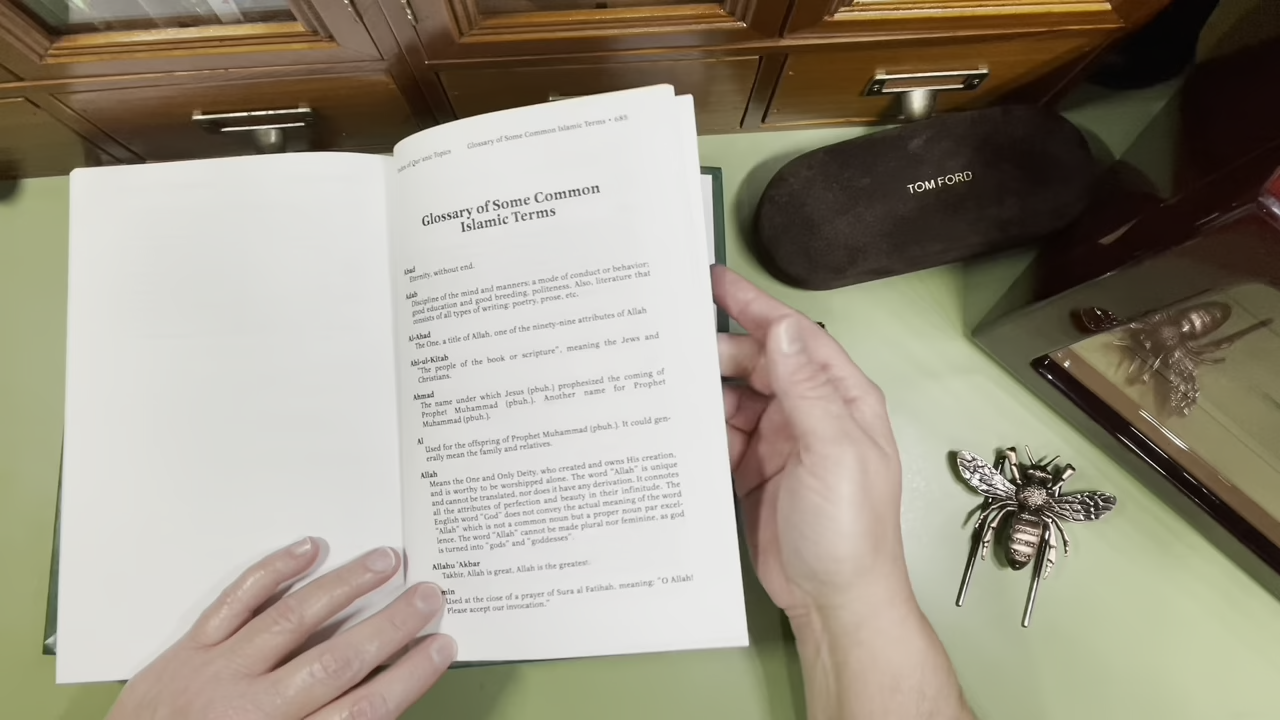 of Qur'anic Topics
Glossary of Some Common Islamic Terms • 685
Glossary of Some Common
Islamic Terms
Abad
Eternity, without end.
Adab
Discipline of the mind and manners; a mode of conduct or behavior;
good education and good breeding, politeness. Also, literature that
consists of all types of writing: poetry, prose, etc.
Al-Ahad
The One, a title of Allah, one of the ninety-nine attributes of Allah
Ahl-ul-Kitab
"The people of the book or scripture", meaning the Jews and
Christians.
Ahmad
The name under which Jesus (pbuh.) prophesized the coming of
Prophet Muhammad (pbuh.). Another name for Prophet
Muhammad (pbuh.).
Al
Used for the offspring of Prophet Muhammad (pbuh.). It could gen-
erally mean the family and relatives.
Allah
Means the One and Only Deity, who created and owns His creation,
and is worthy to be worshipped alone. The word "Allah" is unique
and cannot be translated, nor does it have any derivation. It connotes
all the attributes of perfection and beauty in their infinitude. The
English word "God" does not convey the actual meaning of the word
"Allah" which is not a common noun but a proper noun par excel-
lence. The word "Allah" cannot be made plural nor feminine, as god
is turned into "gods" and "goddesses".
Allahu 'Akbar
Takbir, Allah is great, Allah is the greatest.
min
Used at the close of a prayer of Sura al Fatihah, meaning: "O Allah!
Please accept our invocation."
TOM FORD